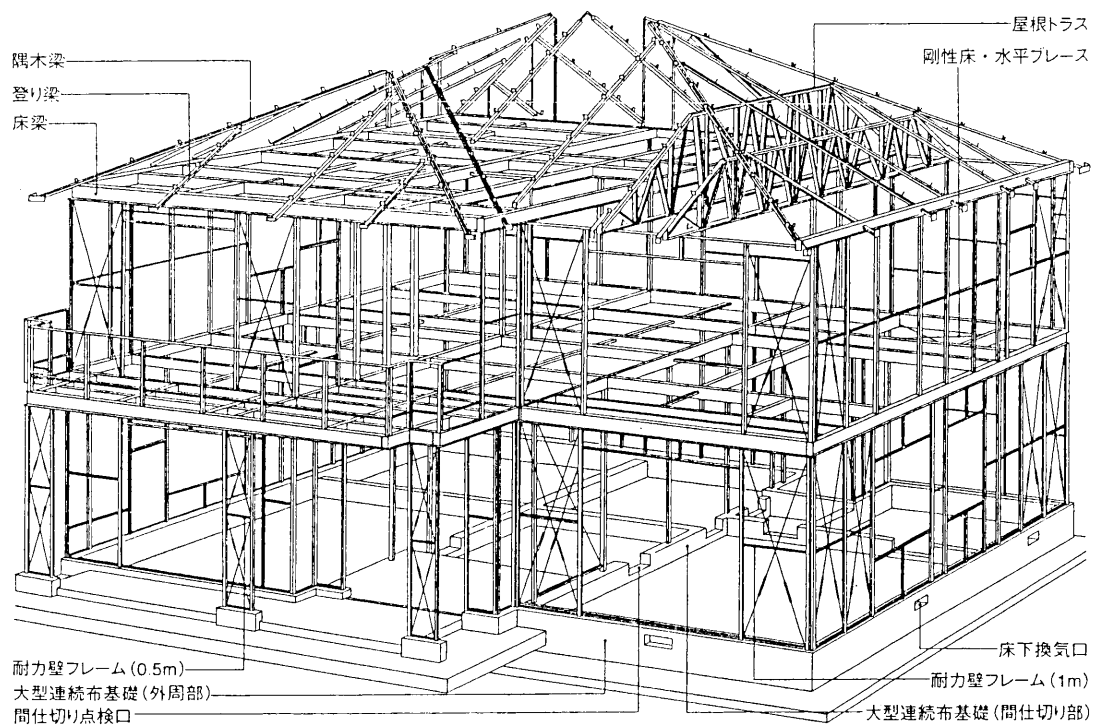 屋根トラス
剛性床・水平ブレース
隅木梁
登り梁
床梁
耐力壁フレーム(0.5m)
大型連続布基礎(外周部)
間仕切り点検口
床下換気口
耐力壁フレーム(1m)
大型連続布基礎(間仕切り部)